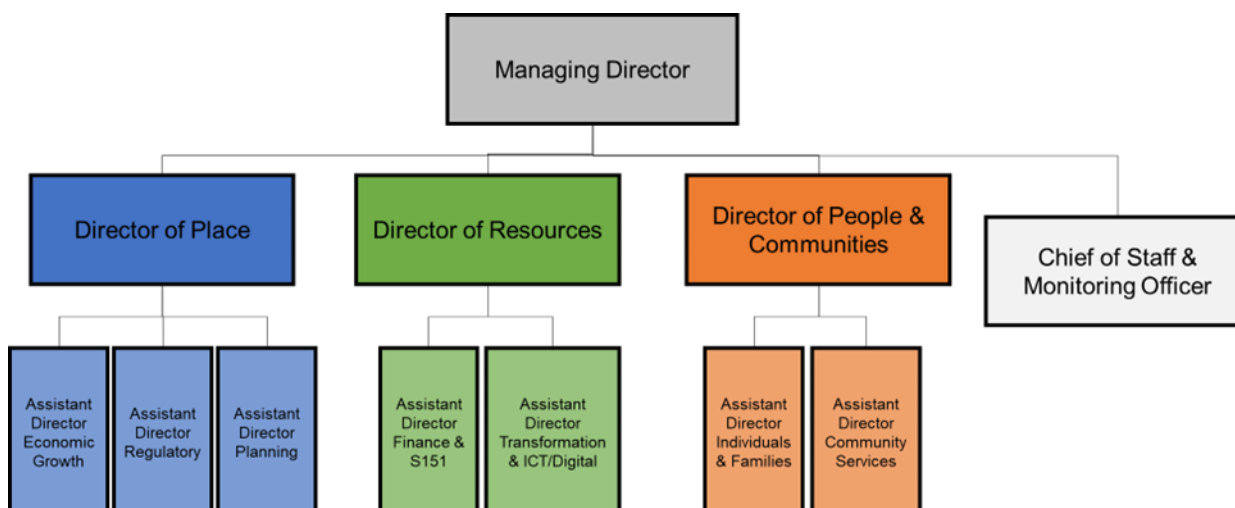 Managing Director
Director of Place
Director of Resources
Director of People &
Communities
Chief of Staff &
Monitoring Officer
Assistant
Director
Economic
Growth
Assistant
Director
Regulatory
Assistant
Director
Planning
Assistant
Director
Finance &
S151
Assistant
Director
Transformation
& ICT/Digital
Assistant
Director
Individuals
& Families
Assistant
Director
Community
Services